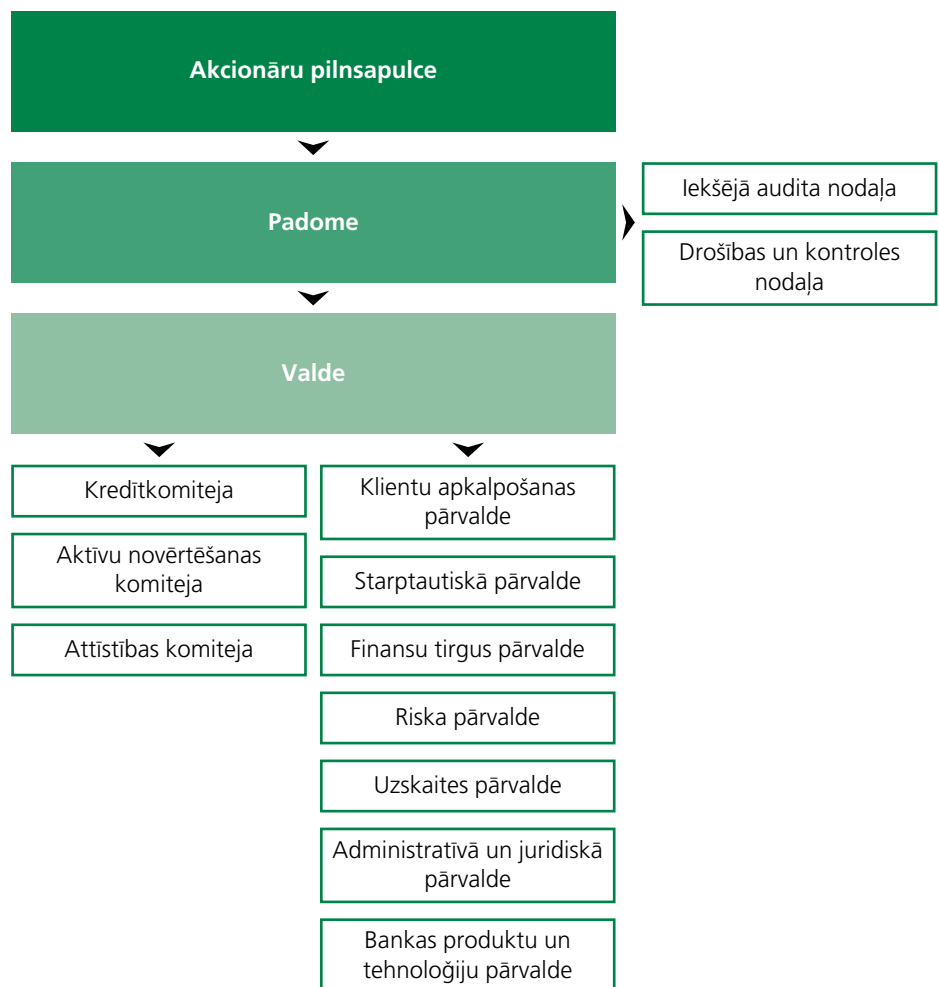 Akcionāru pilnsapulce
Padome
Iekšējā audita nodaļa
Drošības un kontroles
nodaļa
Valde
Kredītkomiteja
Aktīvu novērtēšanas
komiteja
Attīstības komiteja
Klientu apkalpošanas
pārvalde
Starptautiskā pārvalde
Finansu tirgus pārvalde
Riska pārvalde
Uzskaites pārvalde
Administratīvā un juridiskā
pārvalde
Bankas produktu un
tehnoloģiju pārvalde